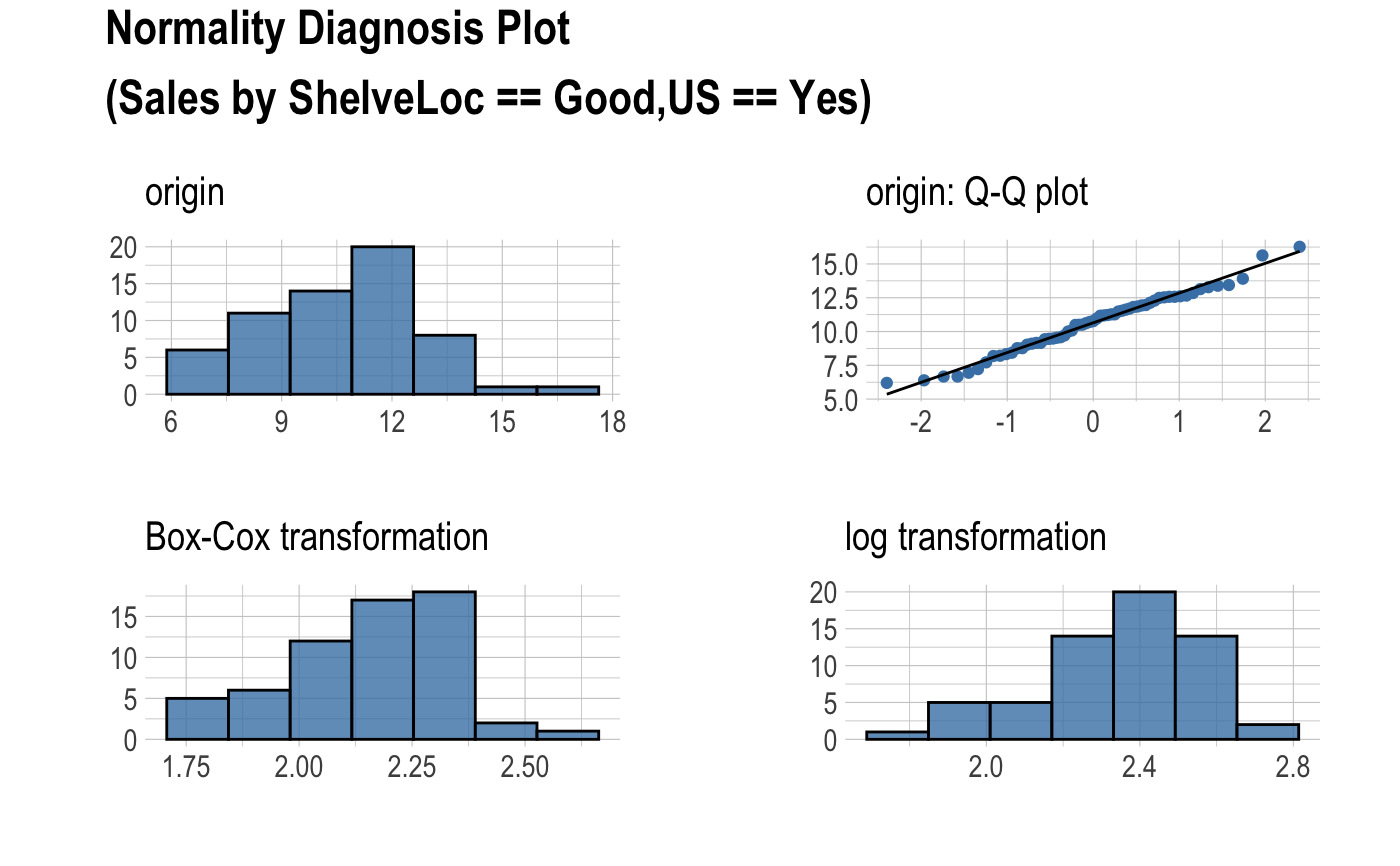 Normality Diagnosis Plot
(Sales by ShelveLoc == Good,US == Yes)
origin
20
15
10
5
0
6 9 12 15 18
origin: Q-Q plot
15.0
12.5
10.0
7.5
5.0
-2 -1 0 1 2
Box-Cox transformation
15
10
5
0
1.75 2.00 2.25 2.50
log transformation
20
15
10
5
0
2.0 2.4 2.8